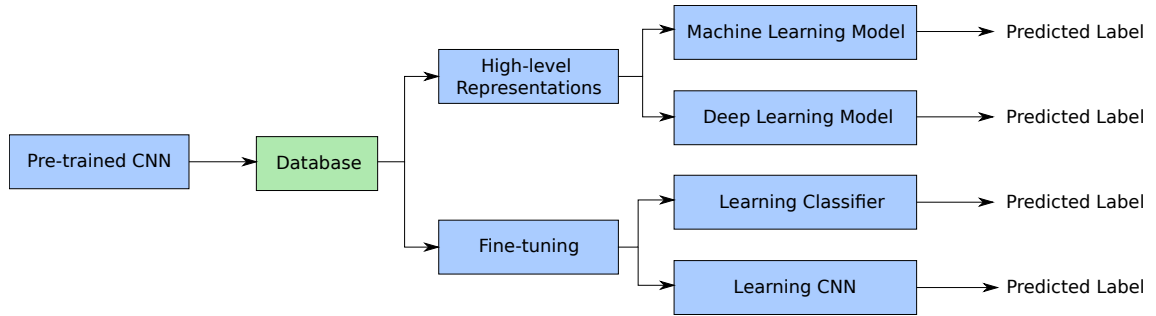 Pre-trained CNN
Database
High-level
Representations
Fine-tuning
Machine Learning Model
Predicted Label
Deep Learning Model
Predicted Label
Learning Classifier
Predicted Label
Learning CNN
Predicted Label